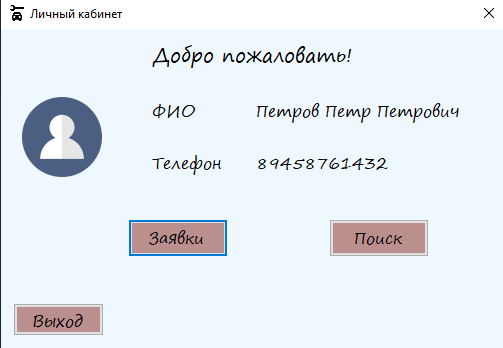 Личный кабинет
Добро пожаловать!
ФИО Петров Петр Петрович
Телефон 89458761432
Заявки Поиск
Выход